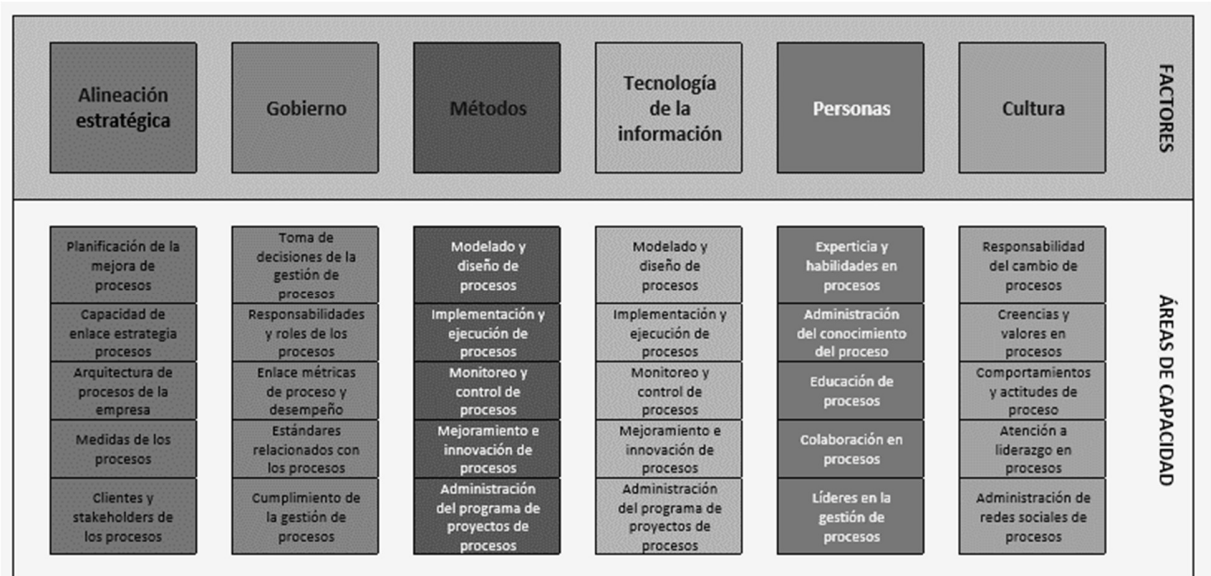 Alineación
estratégica
Gobierno
Métodos
Tecnología
de la
información
Personas
Cultura
FACTORES
Planificación de la
mejora de
procesos
Capacidad de
enlace estrategia
procesos
Arquitectura de
procesos de la
empresa
Medidas de los
procesos
Clientes y
stakeholders de
los procesos
Toma de
decisiones de la
gestión de
procesos
Responsabilidades
y roles de los
procesos
Enlace métricas
de proceso y
desempeño
Estándares
relacionados con
los procesos
Cumplimiento de
la gestión de
procesos
Modelado y
diseño de
procesos
Implementación y
ejecución de
procesos
Monitoreo y
control de
procesos
Mejoramiento e
innovación de
procesos
Administración
del programa de
proyectos de
procesos
Modelado y
diseño de
procesos
Implementación y
ejecución de
procesos
Monitoreo y
control de
procesos
Mejoramiento e
innovación de
procesos
Administración
del programa de
proyectos de
procesos
Experticia y
habilidades en
procesos
Administración
del conocimiento
del proceso
Educación de
procesos
Colaboración en
procesos
Líderes en la
gestión de
procesos
Responsabilidad
del cambio de
procesos
Creencias y
valores en
procesos
Comportamientos
y actitudes de
proceso
Atención a
liderazgo en
procesos
Administración de
redes sociales de
procesos
ÁREAS DE CAPACIDAD